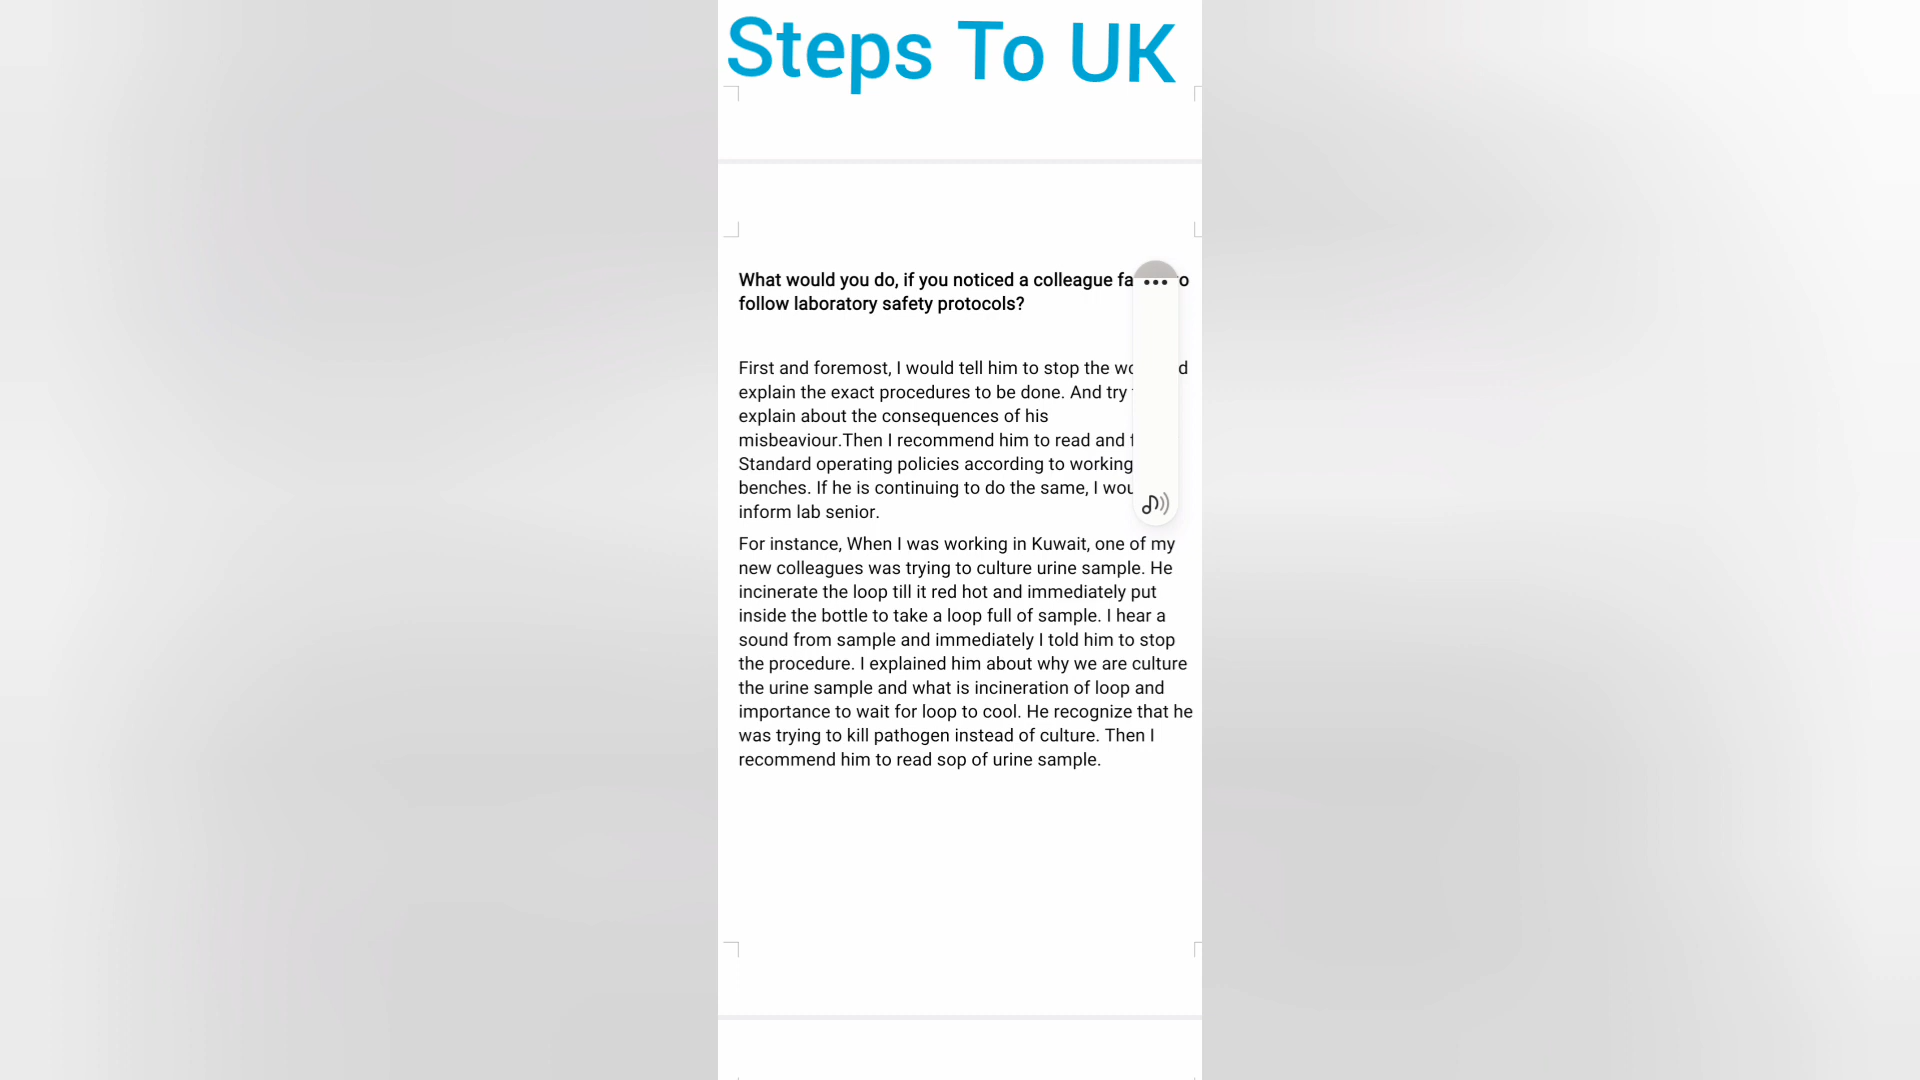 Steps To UK
What would you do, if you noticed a colleague
follow laboratory safety protocols?
First and foremost, I would tell him to stop the
explain the exact procedures to be done. And try
explain about the consequences of his
misbeaviour.Then I recommend him to read and
Standard operating policies according to working
benches. If he is continuing to do the same, I
inform lab senior.
For instance, When I was working in Kuwait, one of my
new colleagues was trying to culture urine sample. He
incinerate the loop till it red hot and immediately put
inside the bottle to take a loop full of sample. I hear a
sound from sample and immediately I told him to stop
the procedure. I explained him about why we are culture
the urine sample and what is incineration of loop and
importance to wait for loop to cool. He recognize that he
was trying to kill pathogen instead of culture. Then I
recommend him to read sop of urine sample.